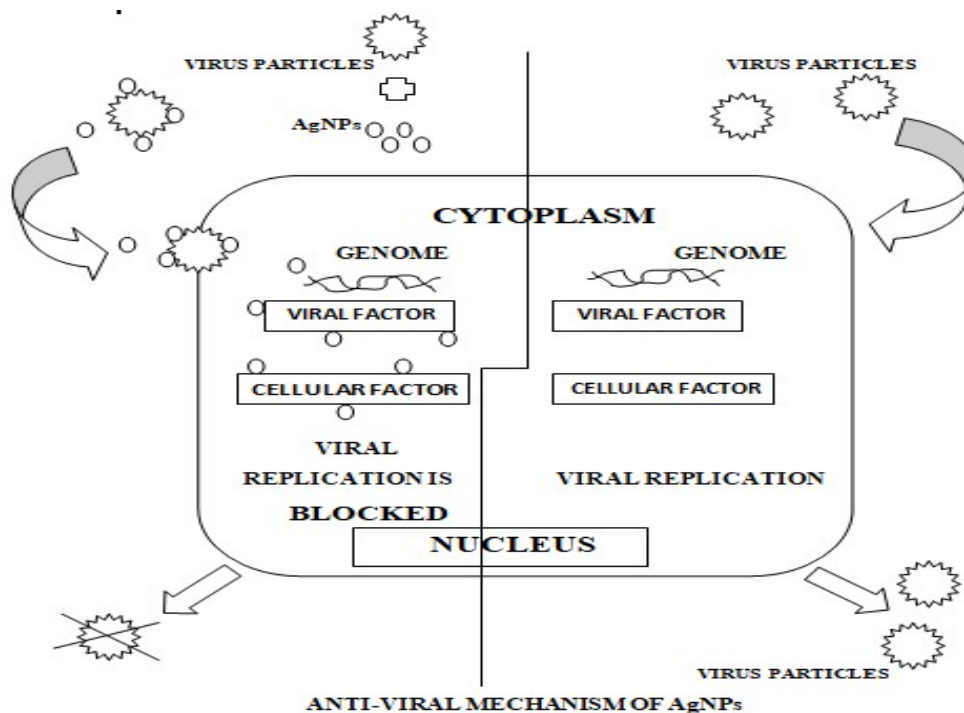 VIRUS PARTICLES
VIRUS PARTICLES
AgNPs
CYTOPLASM
GENOME
GENOME
VIRAL FACTOR
VIRAL FACTOR
CELLULAR FACTOR
CELLULAR FACTOR
VIRAL
REPLICATION IS
BLOCKED
VIRAL REPLICATION
NUCLEUS
VIRUS PARTICLES
ANTI-VIRAL MECHANISM OF AgNPs